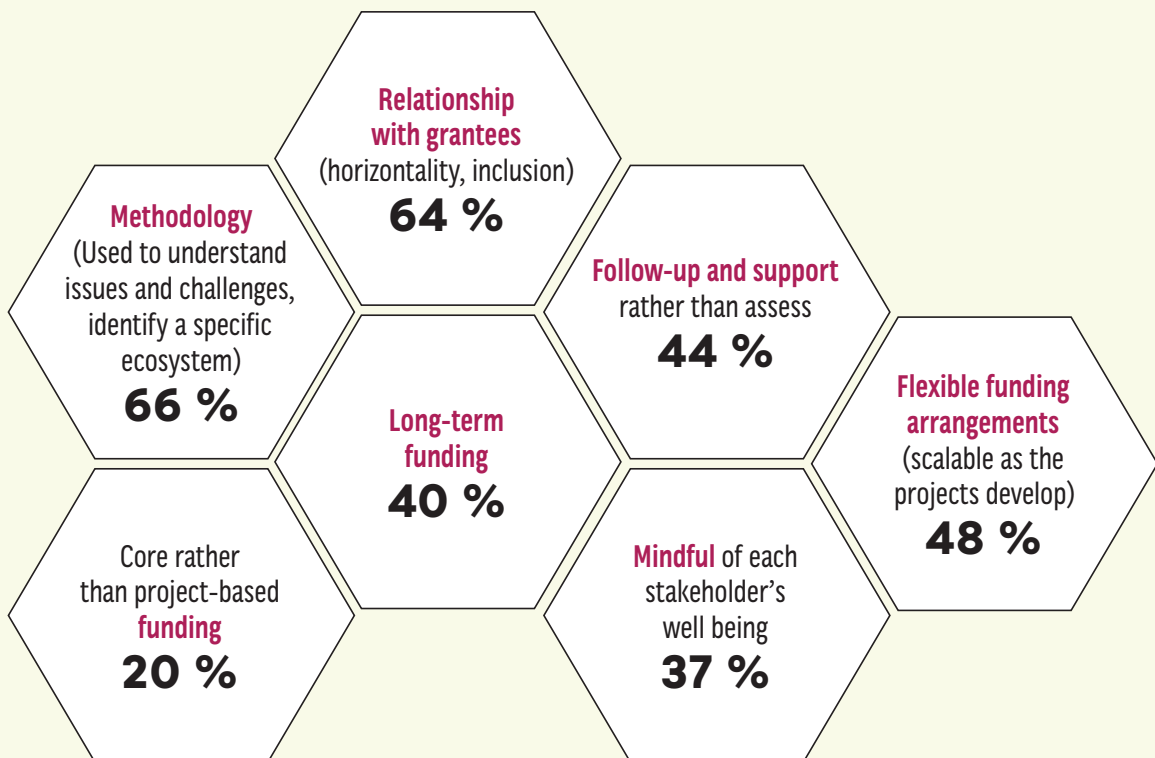 Relationship
with grantees
(horizontality, inclusion)
64 %
Methodology
(Used to understand
issues and challenges,
identify a specific
ecosystem)
66 %
Follow-up and support
rather than assess
44 %
Flexible funding
arrangements
(scalable as the
projects develop)
48 %
Long-term
funding
40 %
Core rather
than project-based
funding
20 %
Mindful of each
stakeholder’s
well being
37 %